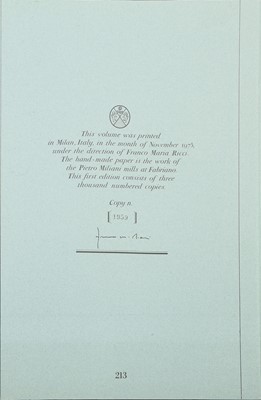 This volume was printed
in Milan, Italy, in the month of November 1975,
under the direction of Franco Maria Ricci.
The hand-made paper is the work of
the Pietro Miliani mills at Fabriano.
This first edition consists of three
thousand numbered copies
Copy n.
213